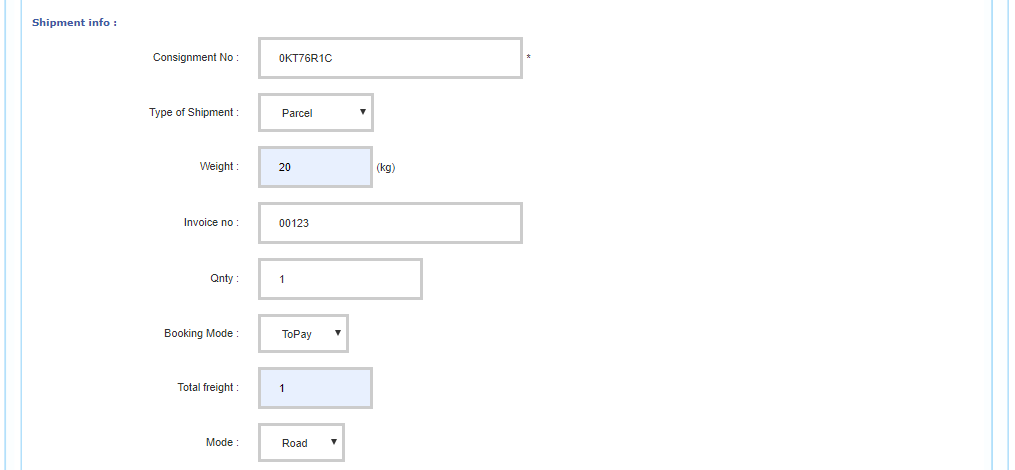 Shipment info :
Consignment No : 0KT76R1C *
Type of Shipment : Parcel
Weight : 20 (kg)
Invoice no : 00123
Qnty : 1
Booking Mode : ToPay
Total freight : 1
Mode : Road